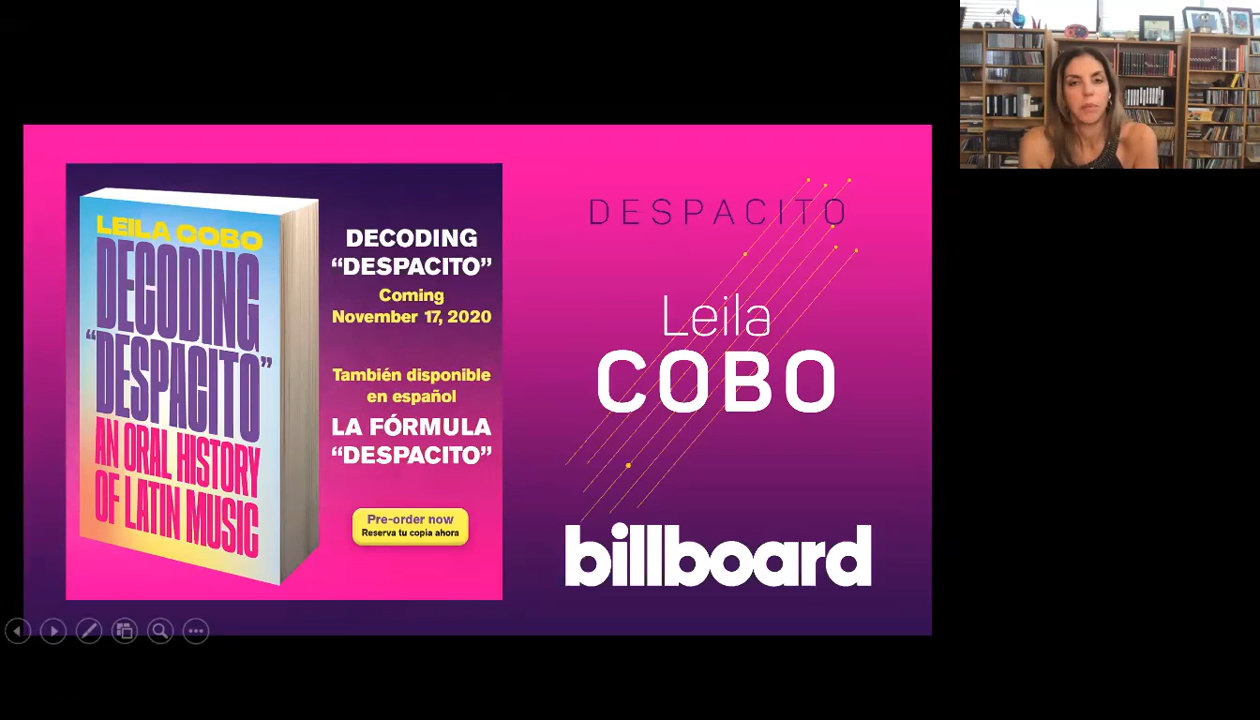 LEILA COBO
DECODING
“DESPACITO”
AN ORAL HISTORY
OF LATIN MUSIC
DECODING
“DESPACITO”
Coming
November 17, 2020
También disponible
en español
LA FÓRMULA
“DESPACITO”
Pre-order now
Reserva tu copia ahora
DESPACITO
Leila
COBO
billboard